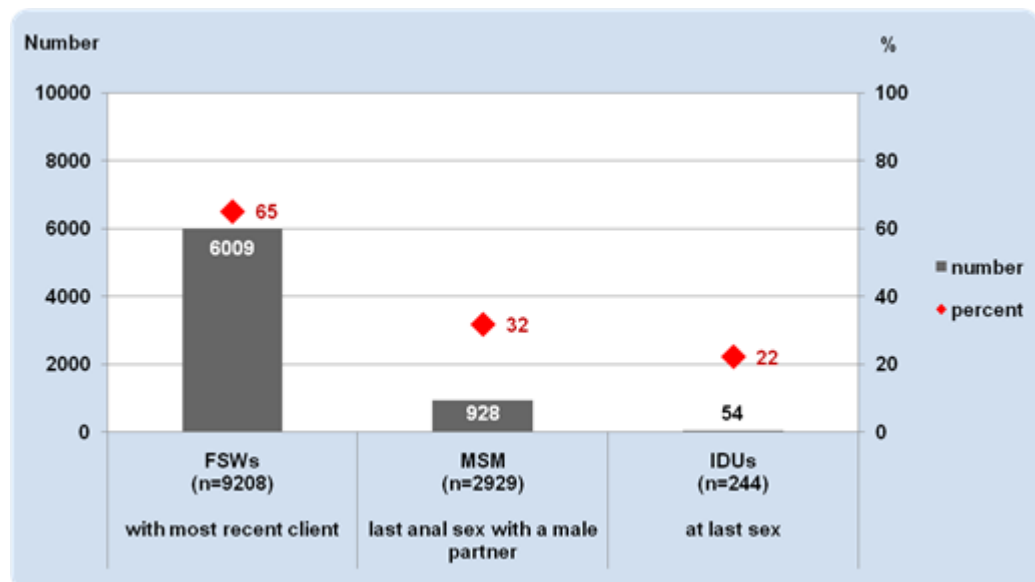 Number
%
10000
8000
6000
4000
2000
0
100
80
60
40
20
0
65
6009
32
928
22
54
number
percent
FSWs
(n=9208)
with most recent client
MSM
(n=2929)
last anal sex with a male
partner
IDUs
(n=244)
at last sex